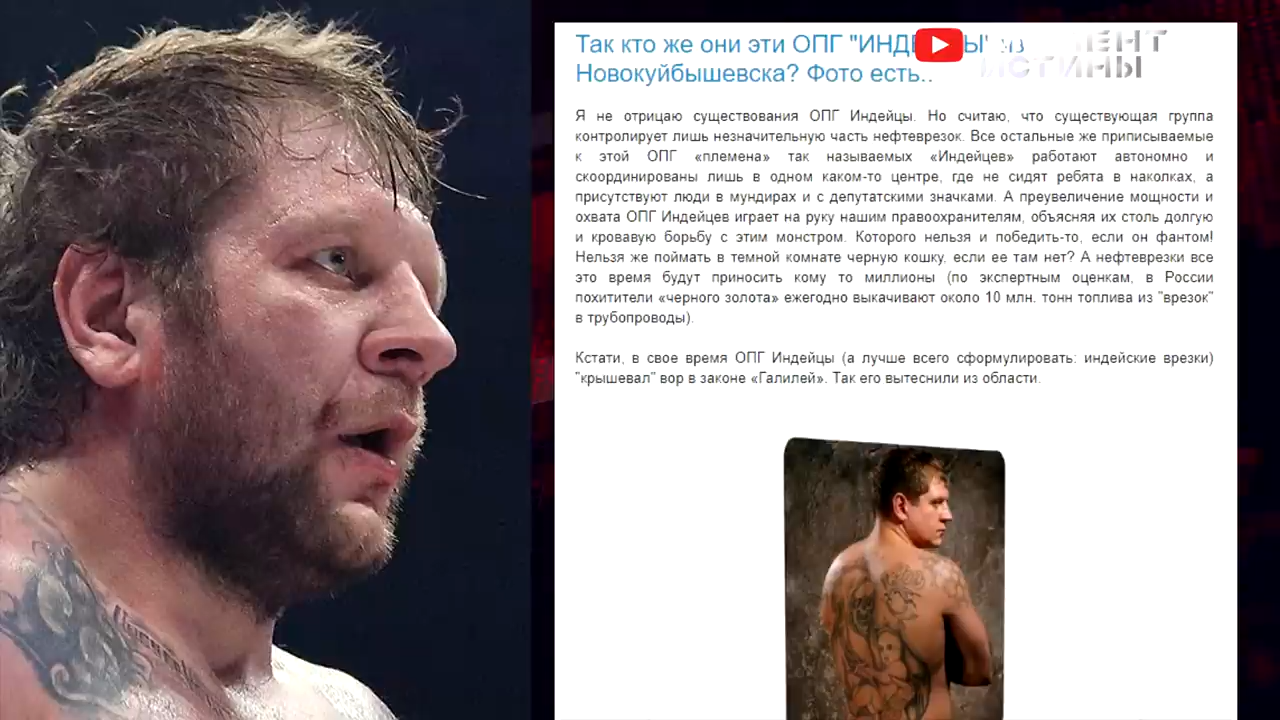 Так кто же они эти ОПГ "ИНДЕЙЦЫ" из
Новокуйбышевска? Фото есть..
МОМЕНТ
ИСТИНЫ
Я не отрицаю существования ОПГ Индейцы. Но считаю, что существующая группа
контролирует лишь незначительную часть нефтеврезок. Все остальные же приписываемые
к этой ОПГ «племена» так называемых «Индейцев» работают автономно и
скоординированы лишь в одном каком-то центре, где не сидят ребята в наколках, а
присутствуют люди в мундирах и с депутатскими значками. А преувеличение мощности и
охвата ОПГ Индейцев играет на руку нашим правоохранителям, объясняя их столь долгую
и кровавую борьбу с этим монстром. Которого нельзя и победить-то, если он фантом!
Нельзя же поймать в темной комнате черную кошку. если ее там нет? А нефтеврезки все
это время будут приносить кому то миллионы (по экспертным оценкам, в России
похитители «черного золота» ежегодно выкачивают около 10 млн. тонн топлива из "врезок"
в трубопроводы).
Кстати, в свое время ОПГ Индейцы (а лучше всего сформулировать: индейские врезки)
"крышевал" вор в законе «Галилей». Так его вытеснили из области.